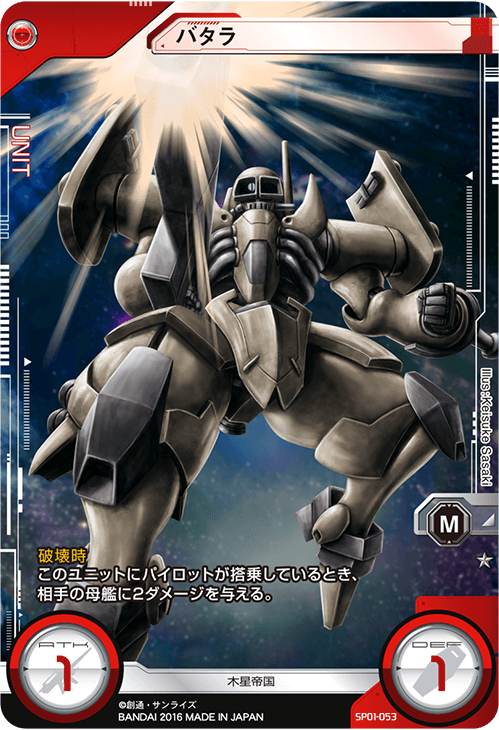 バタラ
UNIT
Illus:Keisuke Sasaki
M
破壊時
このユニットにパイロットが搭乗しているとき、
相手の母艦に2ダメージを与える。
ATK
1
DEF
1
木星帝国
©創通・サンライズ
BANDAI 2016 MADE IN JAPAN
SP01-053